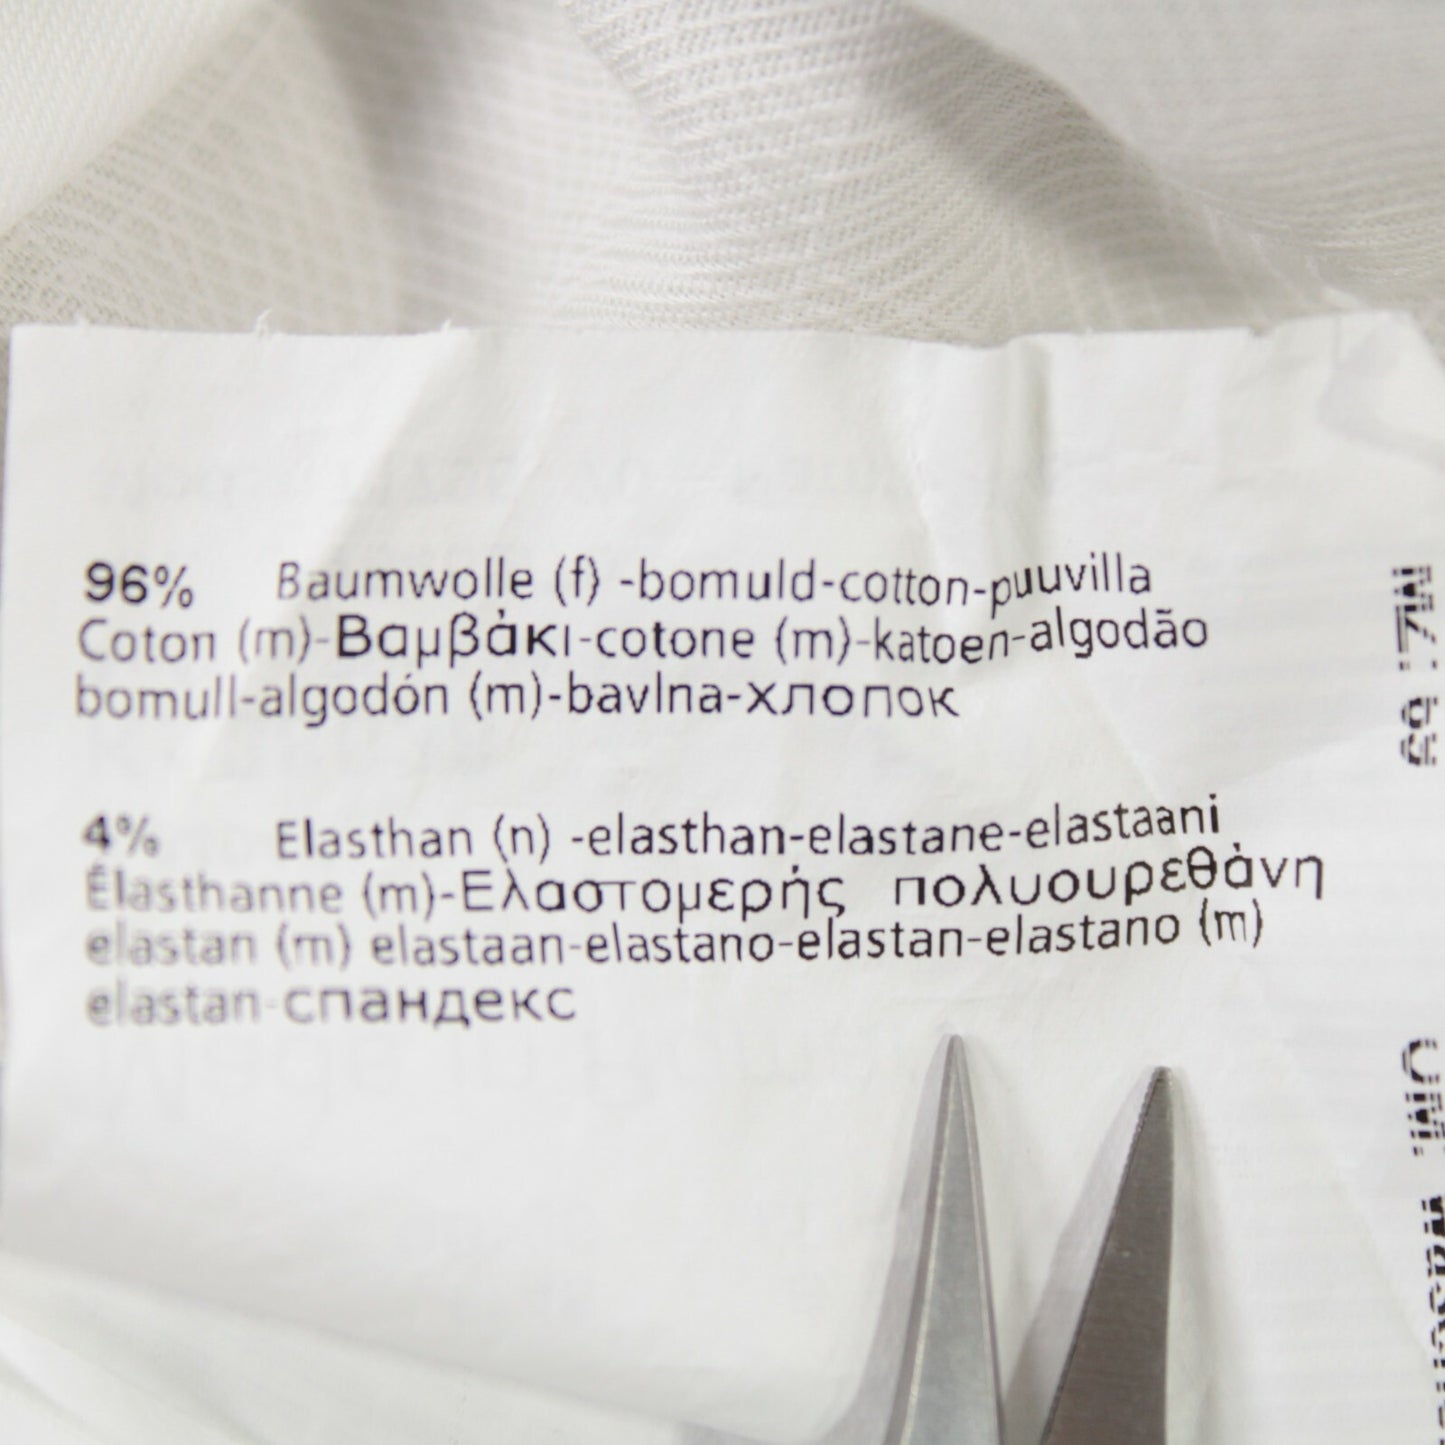 96% Baumwolle (f) -bomuld-cotton-puuvilla
Coton (m)-Βαμβάκι-cotone (m)-katoen-algodão
bomull-algodón (m)-bavlna-хлопок
4% Elasthan (n) -elasthan-elastane-elastaani
Élasthanne (m)-Ελαστομερής πολυουρεθάνη
elastan (m) elastaan-elastano-elastan-elastano (m)
elastan-спандекс